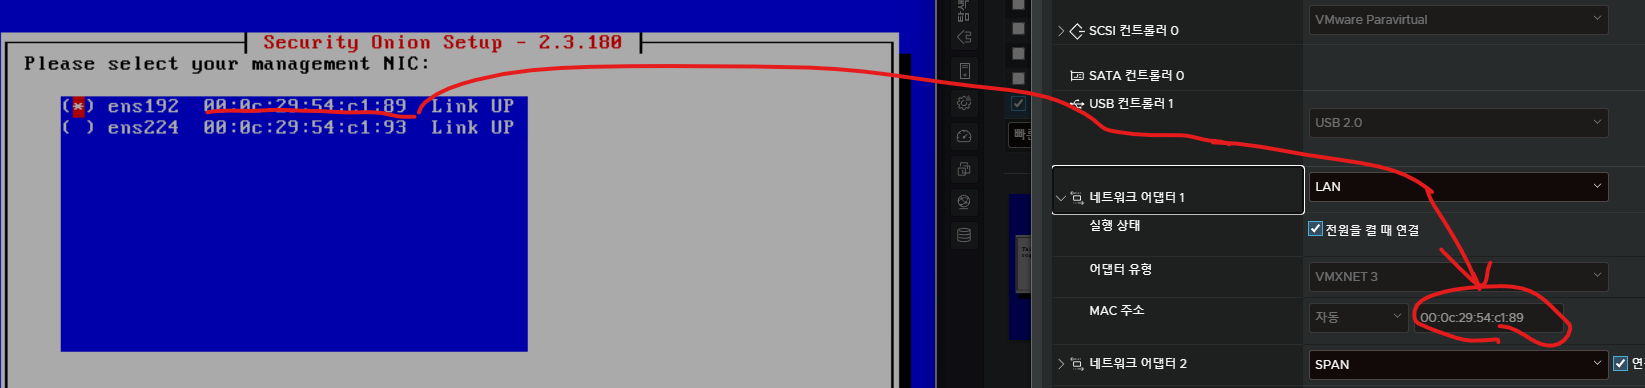 Security Onion Setup - 2.3.180
Please select your management NIC:
(*) ens192 00:0c:29:54:c1:89 Link UP
( ) ens224 00:0c:29:54:c1:93 Link UP
VMware Paravirtual
SCSI 컨트롤러 0
SATA 컨트롤러 0
USB 컨트롤러 1
USB 2.0
네트워크 어댑터 1
LAN
실행 상태
전원을 켤 때 연결
어댑터 유형
VMXNET 3
MAC 주소
자동
00:0c:29:54:c1:89
네트워크 어댑터 2
SPAN